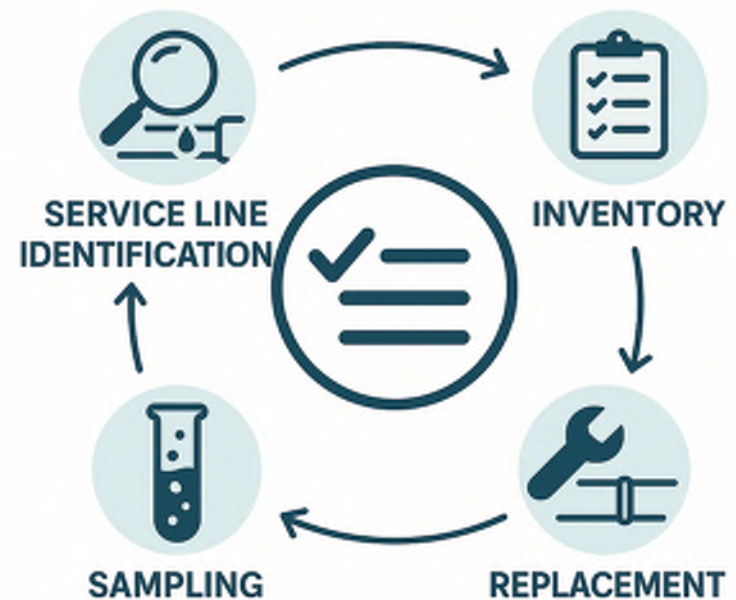 SERVICE LINE
IDENTIFICATION
INVENTORY
SAMPLING
REPLACEMENT